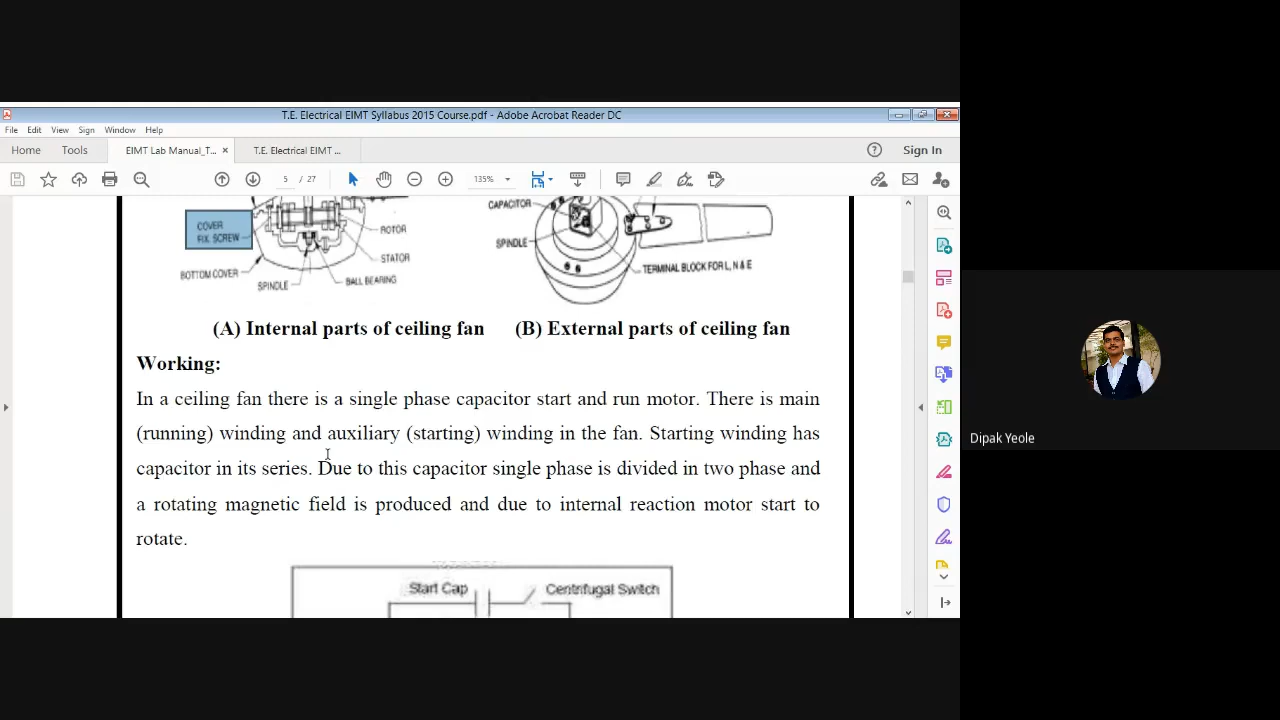 T.E. Electrical EIMT Syllabus 2015 Course.pdf - Adobe Acrobat Reader DC
File Edit View Sign Window Help
Home Tools EIMT Lab Manual_T... × T.E. Electrical EIMT ... Sign In
5 / 27 135%
COVER
FIX SCREW
ROTOR
STATOR
BOTTOM COVER
SPINDLE
BALL BEARING
CAPACITOR
SPINDLE
TERMINAL BLOCK FOR L, N & E
(A) Internal parts of ceiling fan (B) External parts of ceiling fan
Working:
In a ceiling fan there is a single phase capacitor start and run motor. There is main
(running) winding and auxiliary (starting) winding in the fan. Starting winding has
capacitor in its series. Due to this capacitor single phase is divided in two phase and
a rotating magnetic field is produced and due to internal reaction motor start to
rotate.
Start Cap Centrifugal Switch
Dipak Yeole